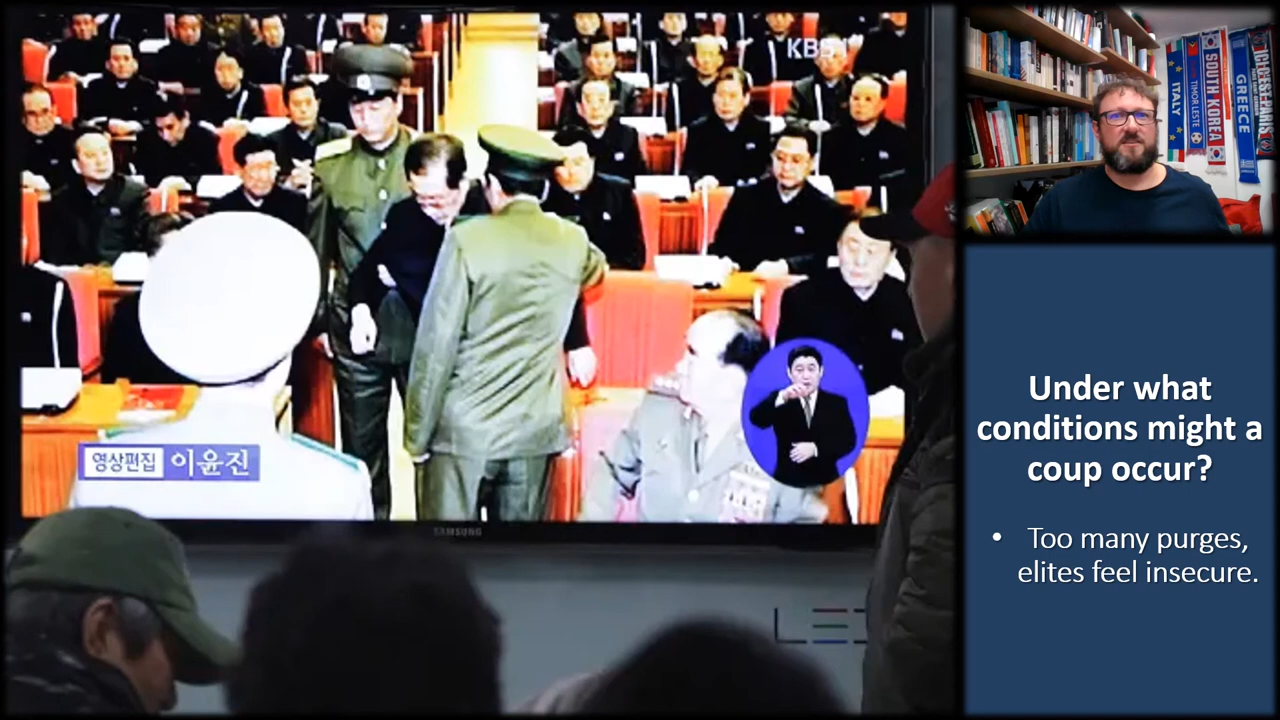 KBS1
영상편집 이윤진
SAMSUNG
ITALY
TIMOR LESTE
SOUTH KOREA
GREECE
Under what
conditions might a
coup occur?
• Too many purges,
elites feel insecure.